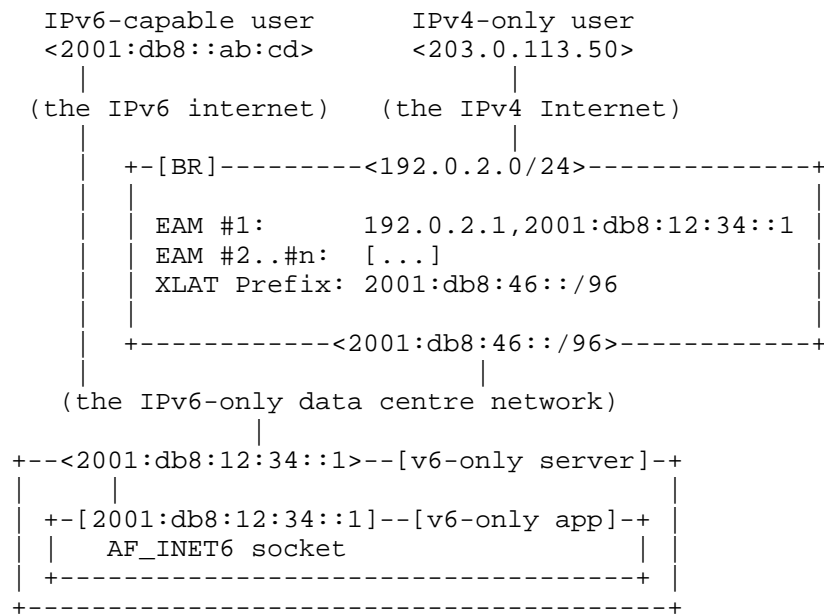 IPv6-capable user        IPv4-only user
<2001:db8::ab:cd>        <203.0.113.50>
(the IPv6 internet)   (the IPv4 Internet)
+-[BR]---------<192.0.2.0/24>--------------+
EAM #1:       192.0.2.1,2001:db8:12:34::1
EAM #2..#n:  [...]
XLAT Prefix: 2001:db8:46::/96
+------------<2001:db8:46::/96>------------+
(the IPv6-only data centre network)
+--<2001:db8:12:34::1>--[v6-only server]-+
+-[2001:db8:12:34::1]--[v6-only app]-+
AF_INET6 socket
+------------------------------------+
+----------------------------------------+